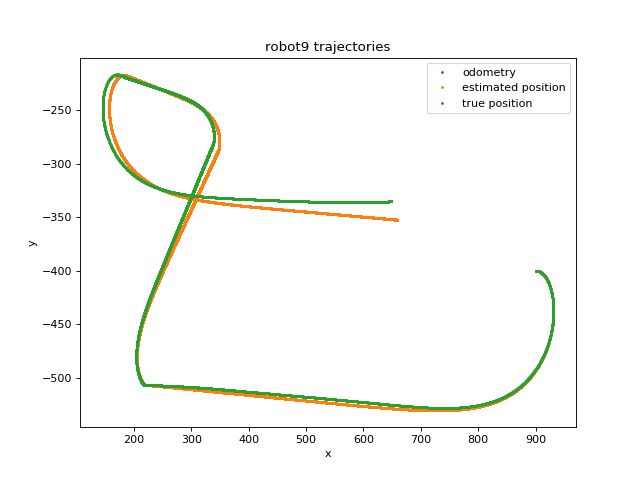 robot9 trajectories
odometry
estimated position
true position
−250
−300
−350
−400
−450
−500
y
200 300 400 500 600 700 800 900
x